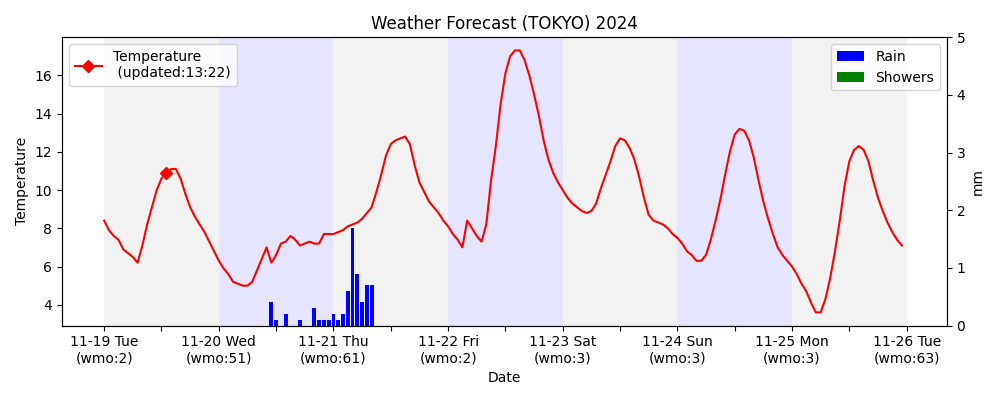 Weather Forecast (TOKYO) 2024
Temperature
(updated:13:22)
Rain
Showers
Temperature
16
14
12
10
8
6
4
5
4
3
2
1
0
mm
11-19 Tue 11-20 Wed 11-21 Thu 11-22 Fri 11-23 Sat 11-24 Sun 11-25 Mon 11-26 Tue
(wmo:2) (wmo:51) (wmo:61) (wmo:2) (wmo:3) (wmo:3) (wmo:3) (wmo:63)
Date